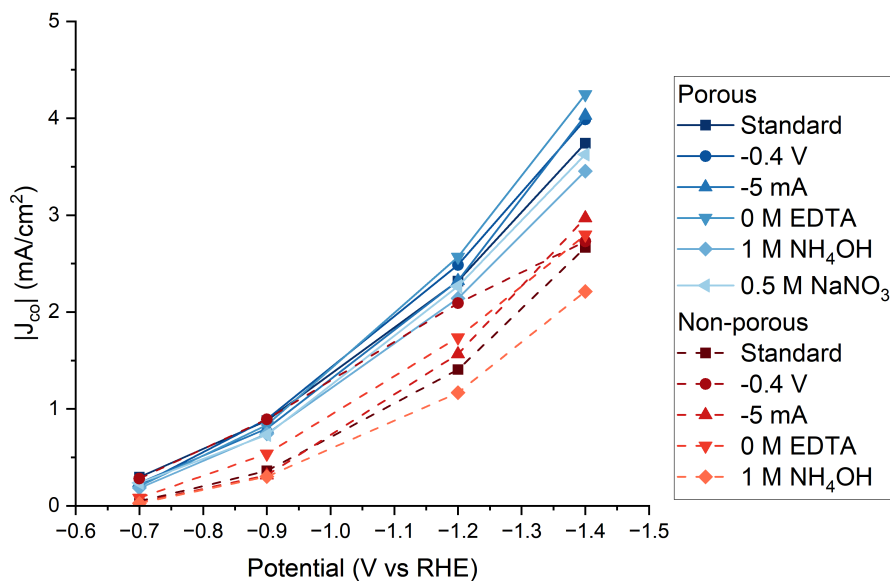 5
4
3
2
1
0
|J_CO| (mA/cm²)
−0.6 −0.7 −0.8 −0.9 −1.0 −1.1 −1.2 −1.3 −1.4 −1.5
Potential (V vs RHE)
Porous
Standard
-0.4 V
-5 mA
0 M EDTA
1 M NH₄OH
0.5 M NaNO₃
Non-porous
Standard
-0.4 V
-5 mA
0 M EDTA
1 M NH₄OH